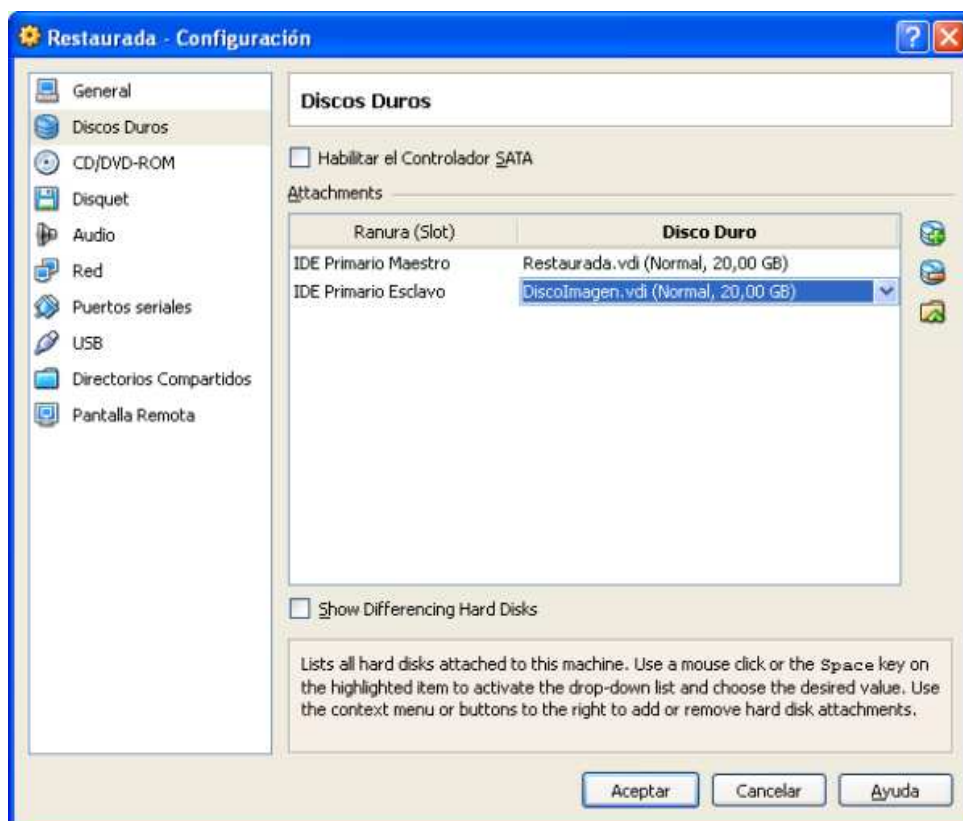 Restaurada - Configuración
General
Discos Duros
CD/DVD-ROM
Disquet
Audio
Red
Puertos seriales
USB
Directorios Compartidos
Pantalla Remota
Discos Duros
Habilitar el Controlador SATA
Attachments
Ranura (Slot) Disco Duro
IDE Primario Maestro Restaurada.vdi (Normal, 20,00 GB)
IDE Primario Esclavo DiscoImagen.vdi (Normal, 20,00 GB)
Show Differencing Hard Disks
Lists all hard disks attached to this machine. Use a mouse click or the Space key on
the highlighted item to activate the drop-down list and choose the desired value. Use
the context menu or buttons to the right to add or remove hard disk attachments.
Aceptar Cancelar Ayuda